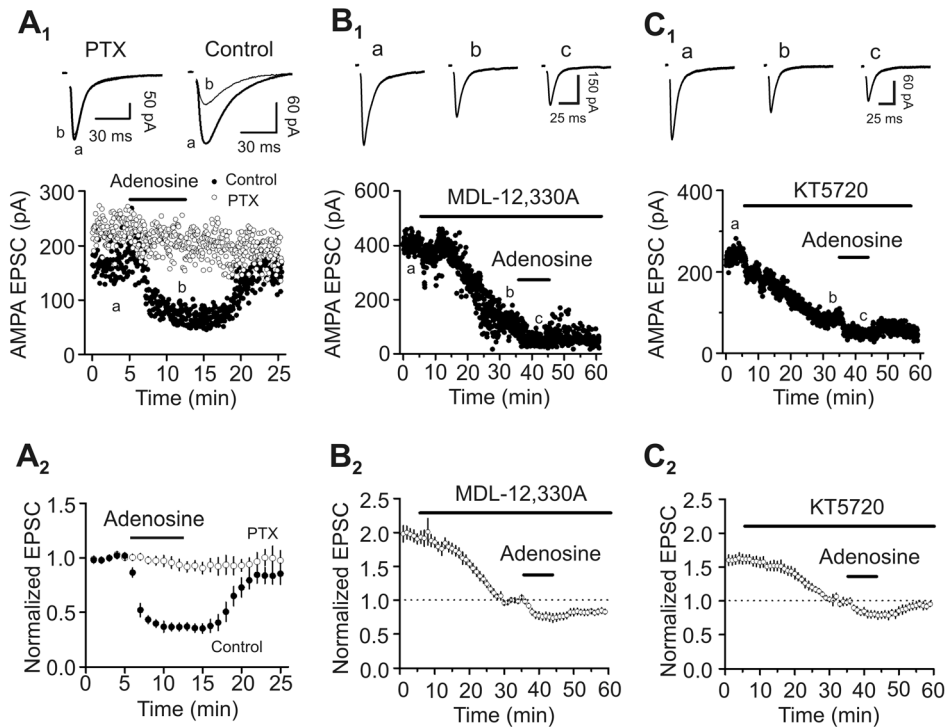 A1
PTX
Control
b
a
30 ms
50 pA
b
a
30 ms
60 pA
AMPA EPSC (pA)
300
200
100
0
Adenosine
Control
PTX
a
b
0 5 10 15 20 25
Time (min)
B1
a
b
c
150 pA
25 ms
AMPA EPSC (pA)
600
400
200
0
MDL-12,330A
Adenosine
a
b
c
0 10 20 30 40 50 60
Time (min)
C1
a
b
c
60 pA
25 ms
AMPA EPSC (pA)
400
200
0
KT5720
Adenosine
a
b
c
0 10 20 30 40 50 60
Time (min)
A2
Normalized EPSC
1.5
1.0
0.5
0.0
Adenosine
PTX
Control
0 5 10 15 20 25
Time (min)
B2
Normalized EPSC
2.5
2.0
1.5
1.0
0.5
0.0
MDL-12,330A
Adenosine
0 10 20 30 40 50 60
Time (min)
C2
Normalized EPSC
2.5
2.0
1.5
1.0
0.5
0.0
KT5720
Adenosine
0 10 20 30 40 50 60
Time (min)